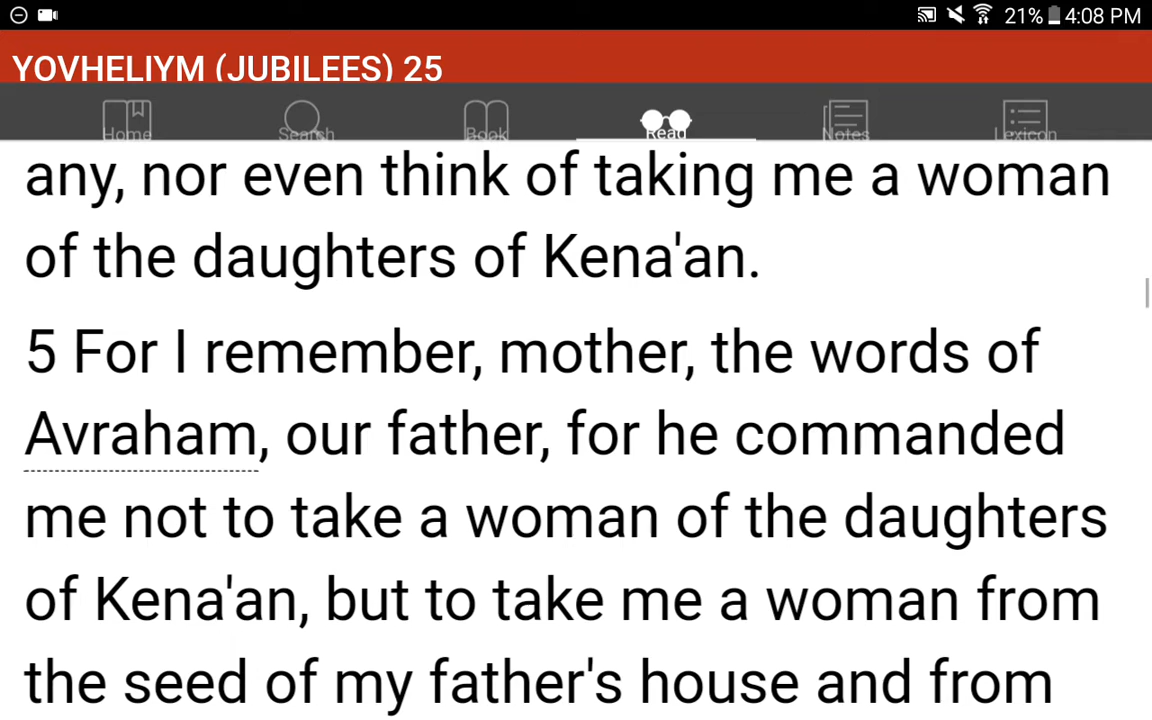 21% 4:08 PM
YOVHELIYM (JUBILEES) 25
Home Search Book Read Notes Lexicon
any, nor even think of taking me a woman
of the daughters of Kena'an.
5 For I remember, mother, the words of
Avraham, our father, for he commanded
me not to take a woman of the daughters
of Kena'an, but to take me a woman from
the seed of my father's house and from